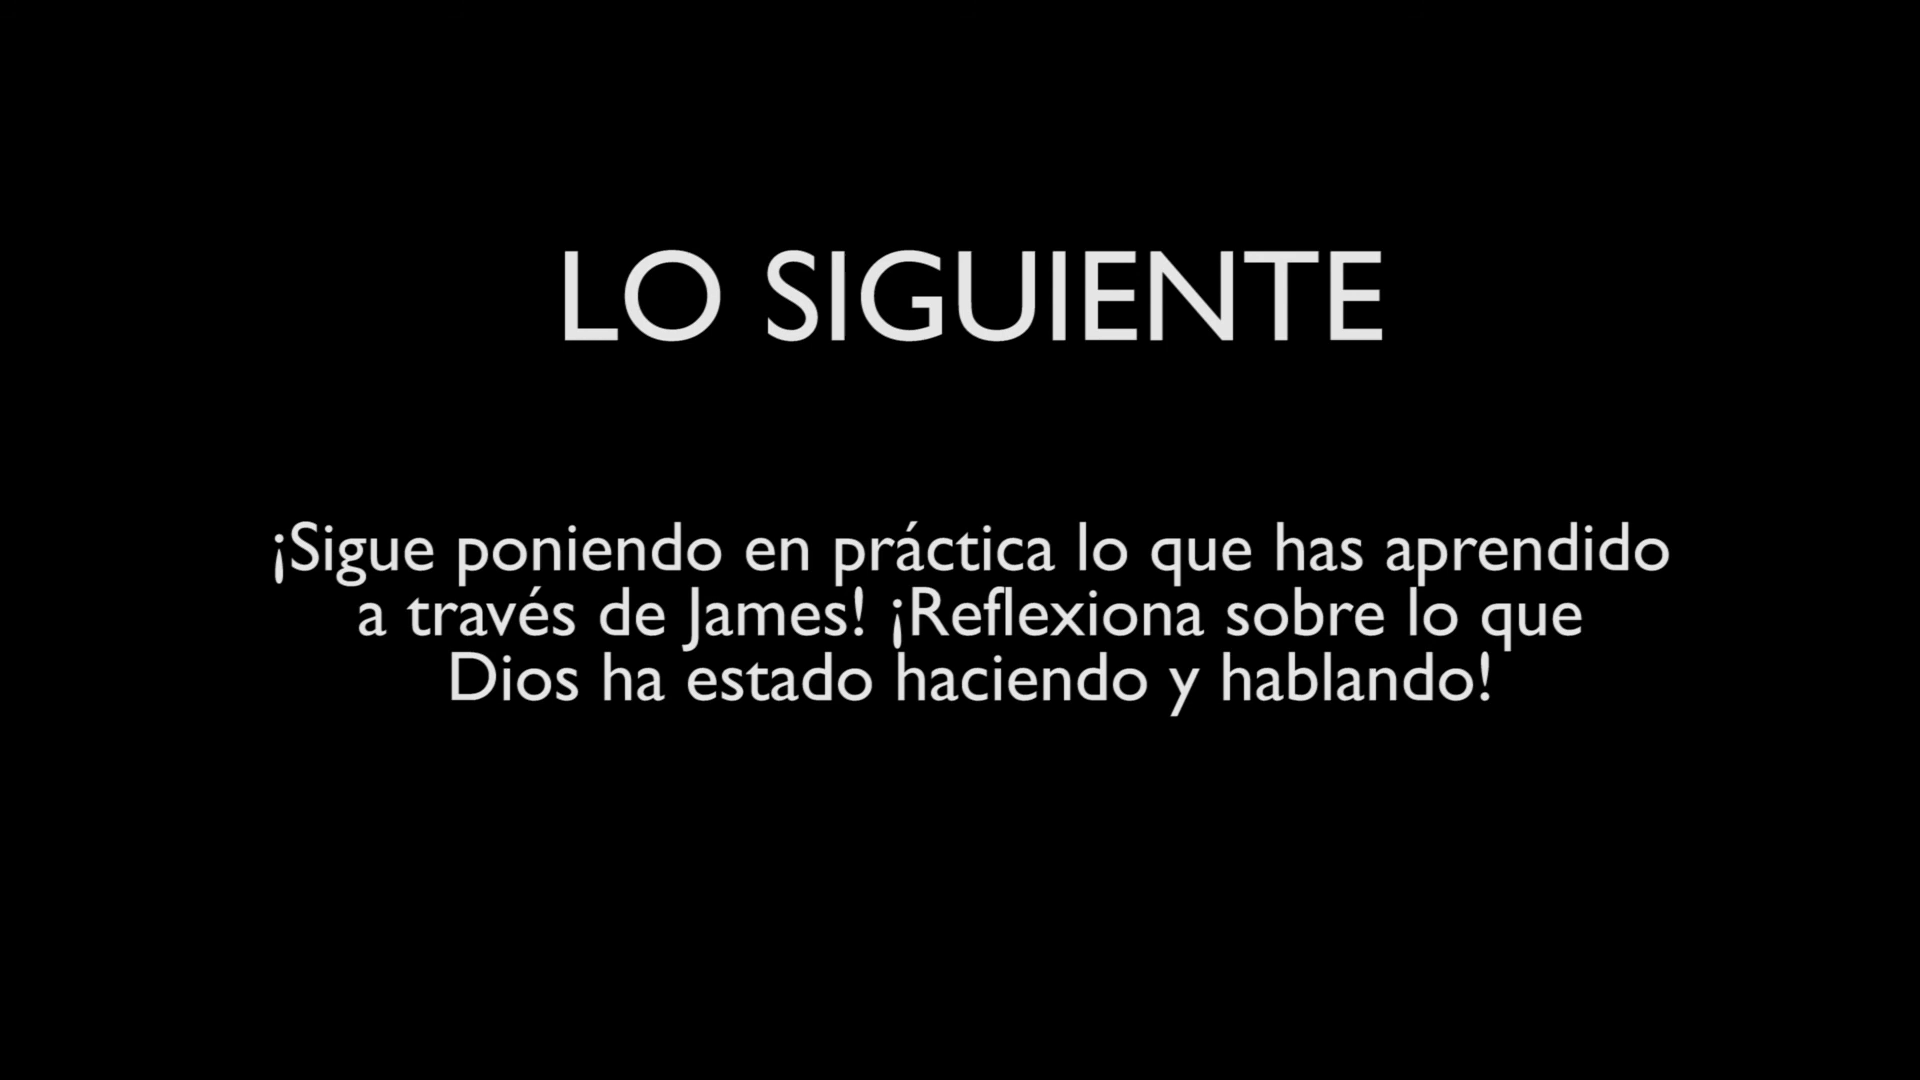 LO SIGUIENTE
¡Sigue poniendo en práctica lo que has aprendido
a través de James! ¡Reflexiona sobre lo que
Dios ha estado haciendo y hablando!